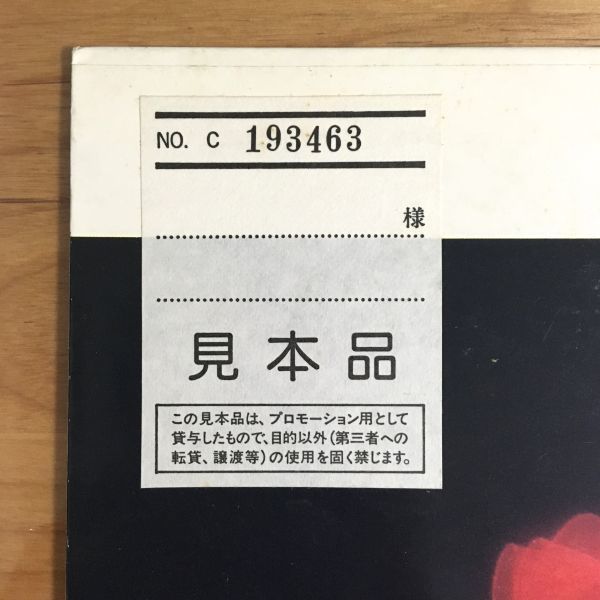 NO. C 193463
様
見本品
この見本品は、プロモーション用として
貸与したもので、目的以外(第三者への
転貸、譲渡等)の使用を固く禁じます。